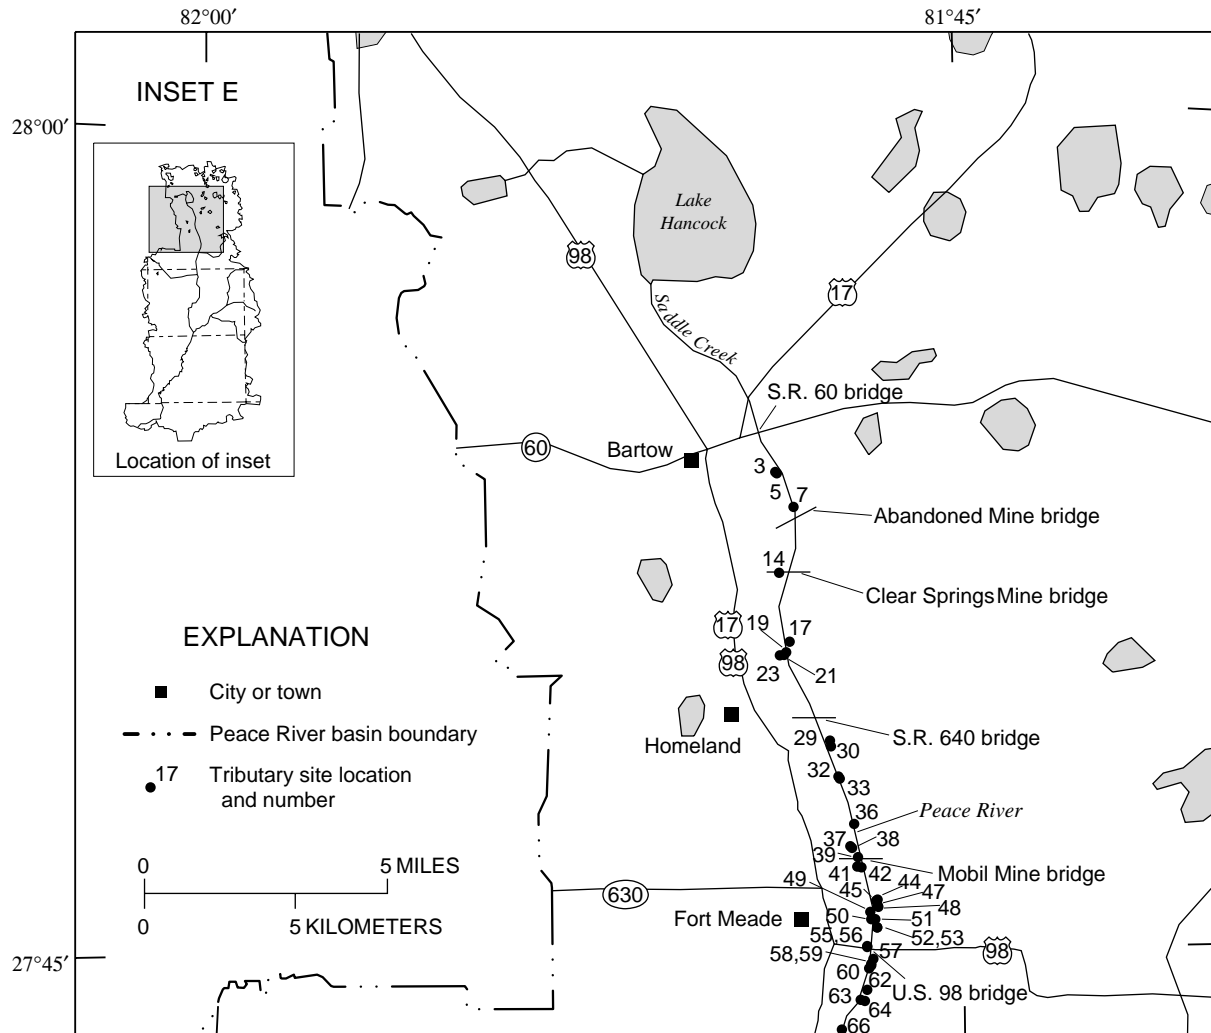 82°00′
81°45′
INSET E
28°00′
Lake
Hancock
98
17
Saddle Creek
S.R. 60 bridge
Location of inset
60
Bartow
3
5
7
Abandoned Mine bridge
14
Clear Springs Mine bridge
EXPLANATION
17
19
17
98
23
21
City or town
Peace River basin boundary
17
Tributary site location
and number
Homeland
29
30
S.R. 640 bridge
32
33
36
Peace River
37
38
39
Mobil Mine bridge
41
42
0
5 MILES
0
5 KILOMETERS
630
49
45
44
47
48
Fort Meade
50
51
55,56
52,53
58,59
57
98
27°45′
60
62
U.S. 98 bridge
63
64
66